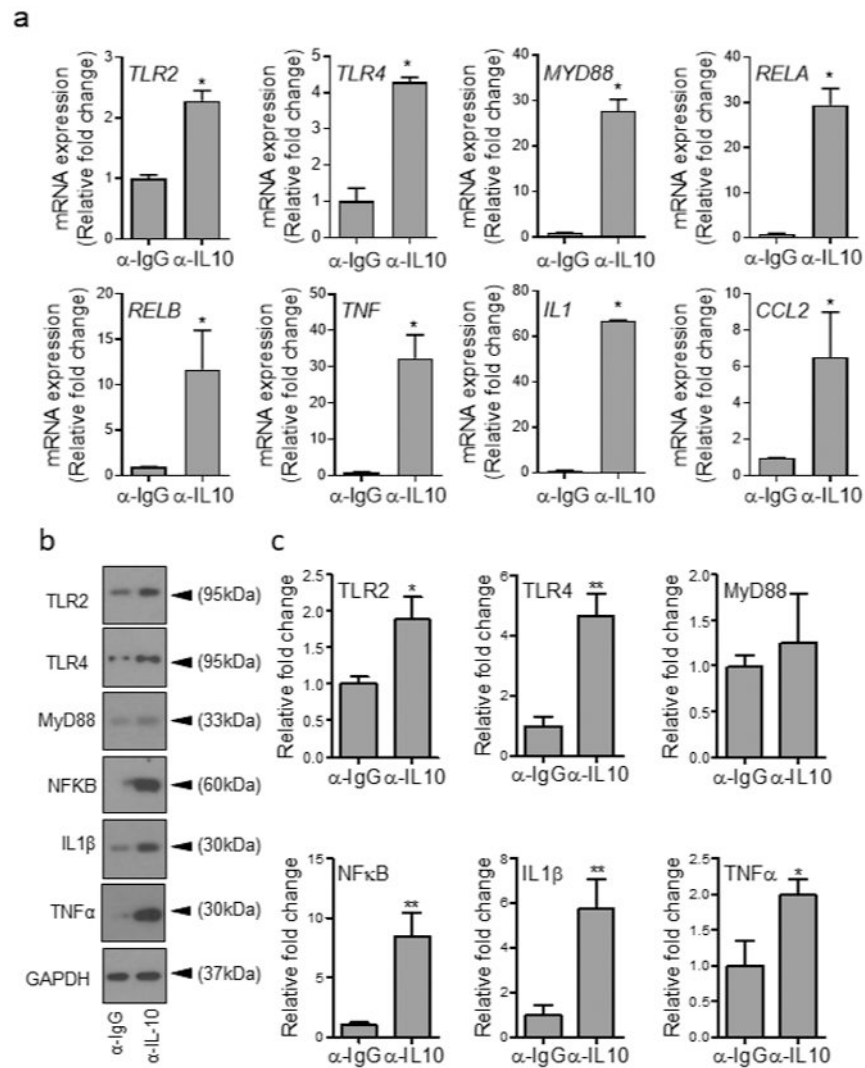 a
mRNA expression
(Relative fold change)
TLR2
*
3
2
1
0
α-IgG α-IL10
mRNA expression
(Relative fold change)
TLR4
*
5
4
3
2
1
0
α-IgG α-IL10
mRNA expression
(Relative fold change)
MYD88
*
40
30
20
10
0
α-IgG α-IL10
mRNA expression
(Relative fold change)
RELA
*
40
30
20
10
0
α-IgG α-IL10
mRNA expression
(Relative fold change)
RELB
*
20
15
10
5
0
α-IgG α-IL10
mRNA expression
(Relative fold change)
TNF
*
50
40
30
20
10
0
α-IgG α-IL10
mRNA expression
(Relative fold change)
IL1
*
80
60
40
20
0
α-IgG α-IL10
mRNA expression
(Relative fold change)
CCL2
*
10
8
6
4
2
0
α-IgG α-IL10
b
TLR2 (95kDa)
TLR4 (95kDa)
MyD88 (33kDa)
NFKB (60kDa)
IL1β (30kDa)
TNFα (30kDa)
GAPDH (37kDa)
α-IgG
α-IL-10
c
Relative fold change
TLR2
*
2.5
2.0
1.5
1.0
0.5
0.0
α-IgG α-IL10
Relative fold change
TLR4
**
6
4
2
0
α-IgG α-IL10
Relative fold change
MyD88
2.0
1.5
1.0
0.5
0.0
α-IgG α-IL10
Relative fold change
NFκB
**
15
10
5
0
α-IgG α-IL10
Relative fold change
IL1β
**
8
6
4
2
0
α-IgG α-IL10
Relative fold change
TNFα
*
2.5
2.0
1.5
1.0
0.5
0.0
α-IgG α-IL10